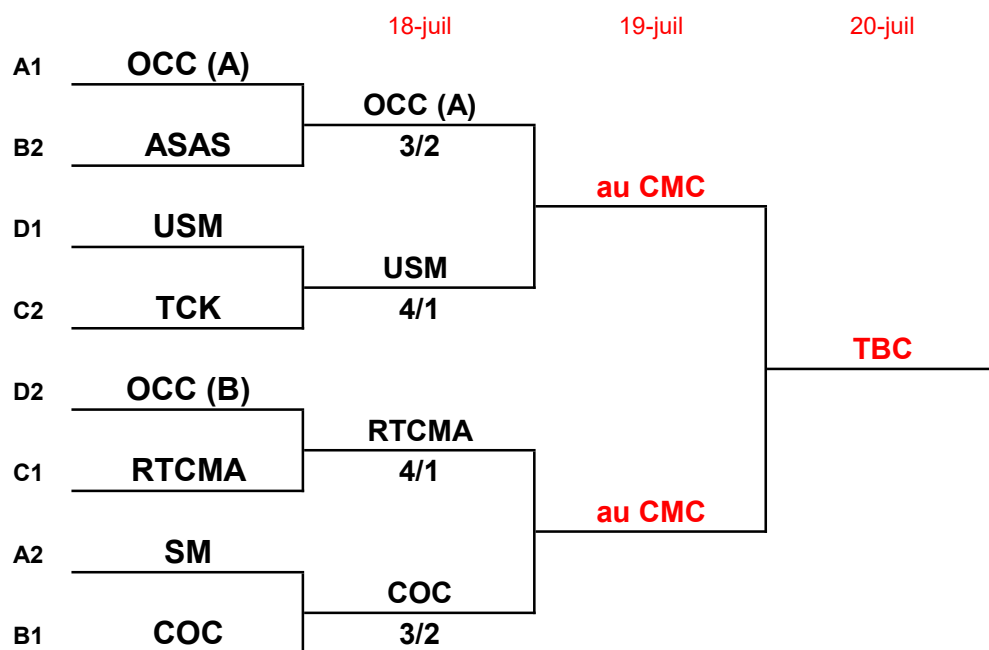 18-juil 19-juil 20-juil
A1 OCC (A)
OCC (A)
B2 ASAS 3/2
au CMC
D1 USM
USM
C2 TCK 4/1
TBC
D2 OCC (B)
RTCMA
C1 RTCMA 4/1
au CMC
A2 SM
COC
B1 COC 3/2